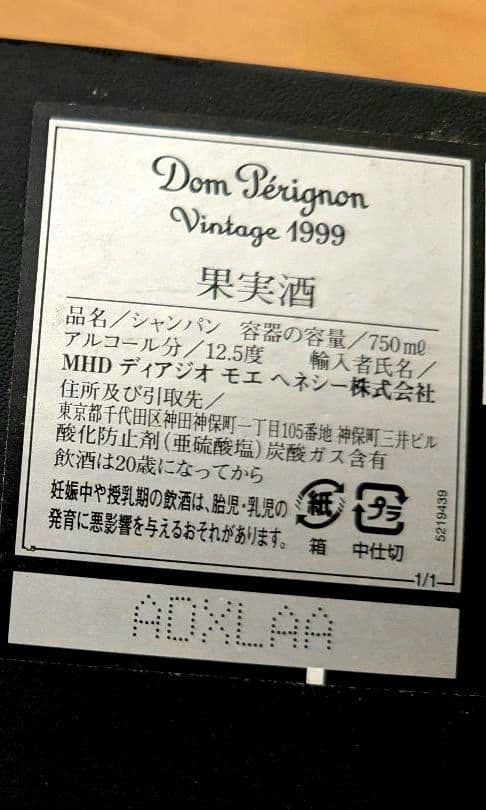 Dom Pérignon
Vintage 1999
果実酒
品名/シャンパン 容器の容量/750mℓ
アルコール分/12.5度 輸入者氏名/
MHD ディアジオ モエ ヘネシー株式会社
住所及び引取先/
東京都千代田区神田神保町一丁目105番地 神保町三井ビル
酸化防止剤(亜硫酸塩)炭酸ガス含有
飲酒は20歳になってから
妊娠中や授乳期の飲酒は、胎児・乳児の
発育に悪影響を与えるおそれがあります。
紙
箱
プラ
中仕切
5219439
1/1
ADXLAA